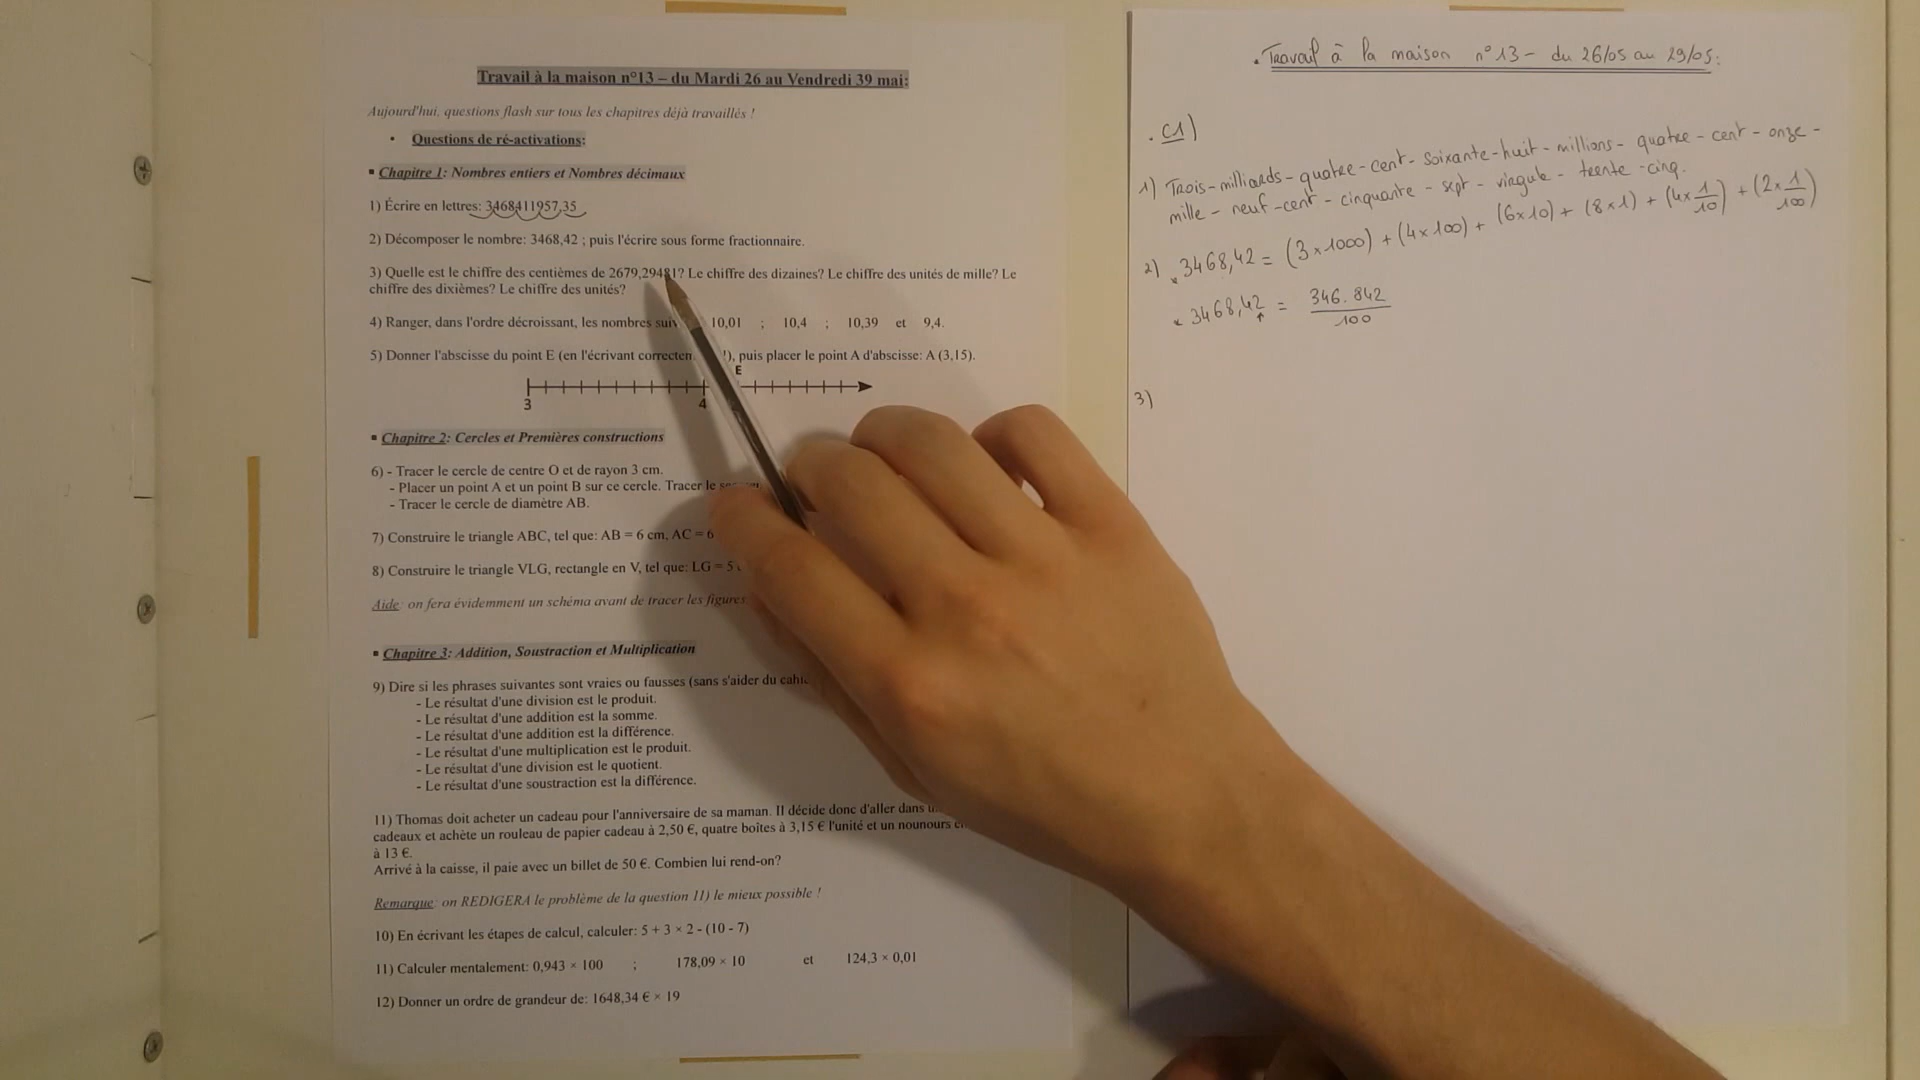 Travail à la maison n°13 – du Mardi 26 au Vendredi 39 mai:
Aujourd'hui, questions flash sur tous les chapitres déjà travaillés !
• Questions de ré-activations:
▪ Chapitre 1: Nombres entiers et Nombres décimaux
1) Écrire en lettres: 3468411957,35
2) Décomposer le nombre: 3468,42 ; puis l'écrire sous forme fractionnaire.
3) Quelle est le chiffre des centièmes de 2679,29481? Le chiffre des dizaines? Le chiffre des unités de mille? Le
chiffre des dixièmes? Le chiffre des unités?
4) Ranger, dans l'ordre décroissant, les nombres 10,01 ; 10,4 ; 10,39 et 9,4.
5) Donner l'abscisse du point E (en l'écrivant !), puis placer le point A d'abscisse: A (3,15).
E
3 4
▪ Chapitre 2: Cercles et Premières constructions
6) - Tracer le cercle de centre O et de rayon 3 cm.
- Placer un point A et un point B sur ce cercle. Tracer le
- Tracer le cercle de diamètre AB.
7) Construire le triangle ABC, tel que: AB = 6 cm, AC = 6
8) Construire le triangle VLG, rectangle en V, tel que: LG = 5
Aide: on fera évidemment un schéma avant de tracer les figures
▪ Chapitre 3: Addition, Soustraction et Multiplication
9) Dire si les phrases suivantes sont vraies ou fausses (sans s'aider du
- Le résultat d'une division est le produit.
- Le résultat d'une addition est la somme.
- Le résultat d'une addition est la différence.
- Le résultat d'une multiplication est le produit.
- Le résultat d'une division est le quotient.
- Le résultat d'une soustraction est la différence.
11) Thomas doit acheter un cadeau pour l'anniversaire de sa maman. Il décide donc d'aller dans
cadeaux et achète un rouleau de papier cadeau à 2,50 €, quatre boîtes à 3,15 € l'unité et un nounours
à 13 €.
Arrivé à la caisse, il paie avec un billet de 50 €. Combien lui rend-on?
Remarque: on REDIGERA le problème de la question 11) le mieux possible !
10) En écrivant les étapes de calcul, calculer: 5 + 3 × 2 - (10 - 7)
11) Calculer mentalement: 0,943 × 100 ; 178,09 × 10 et 124,3 × 0,01
12) Donner un ordre de grandeur de: 1648,34 € × 19
. Travail à la maison n°13 - du 26/05 au 29/05:
. C1)
1) Trois-milliards-quatre-cent-soixante-huit-millions-quatre-cent-onze-
mille-neuf-cent-cinquante-sept-virgule-trente-cinq.
2) * 3468,42 = (3×1000) + (4×100) + (6×10) + (8×1) + (4×1/10) + (2×1/100)
* 3468,42 = 346.842/100
3)